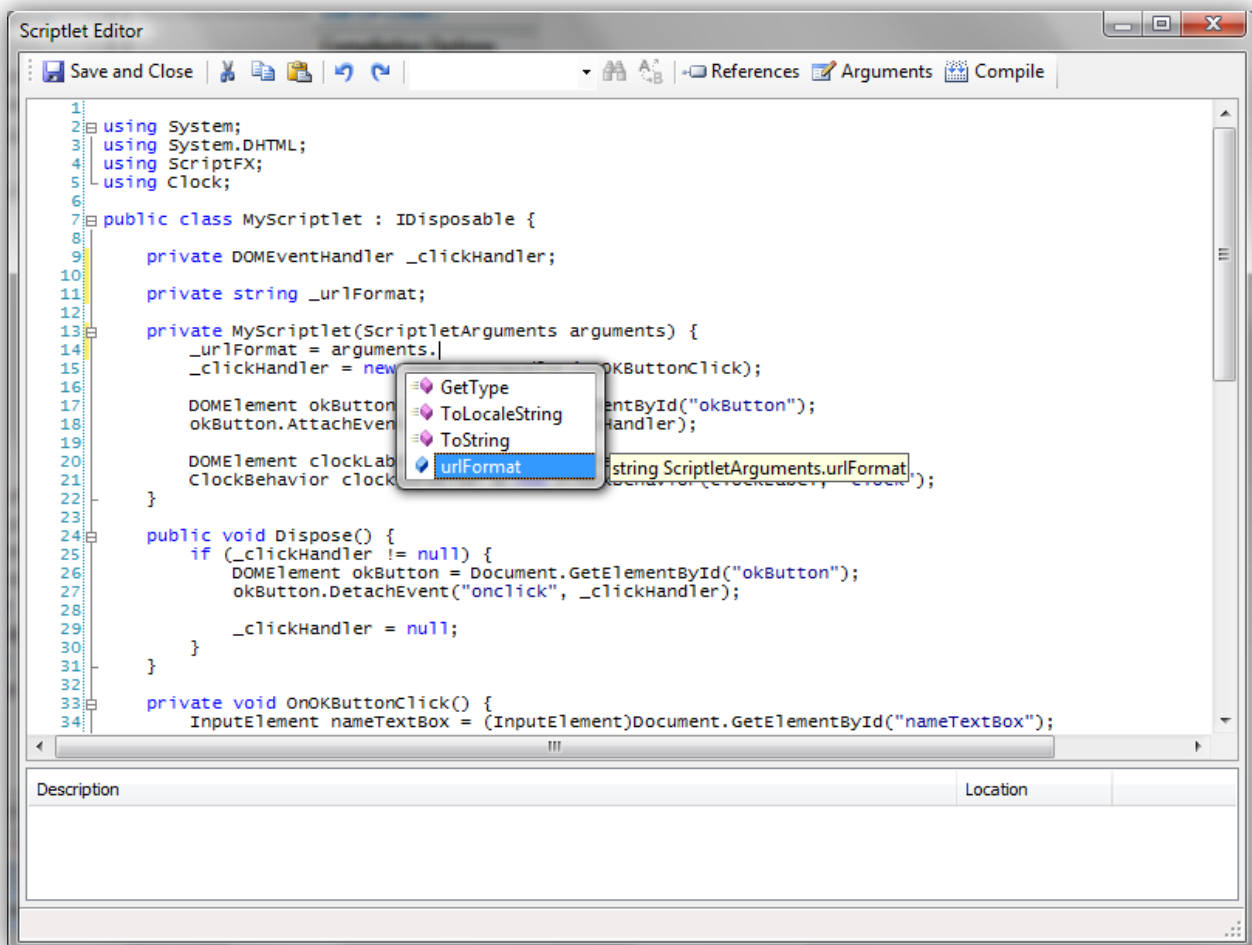 Scriptlet Editor
Save and Close References Arguments Compile
1
2 using System;
3 using System.DHTML;
4 using ScriptFX;
5 using Clock;
6
7 public class MyScriptlet : IDisposable {
8
9 private DOMEventHandler _clickHandler;
10
11 private string _urlFormat;
12
13 private MyScriptlet(ScriptletArguments arguments) {
14 _urlFormat = arguments.
15 _clickHandler = new OKButtonClick);
GetType
16
17 DOMElement okButton entById("okButton");
ToLocaleString
18 okButton.AttachEven Handler);
19
ToString
20 DOMElement clockLab
urlFormat string ScriptletArguments.urlFormat
21 ClockBehavior clock
22 }
23
24 public void Dispose() {
25 if (_clickHandler != null) {
26 DOMElement okButton = Document.GetElementById("okButton");
27 okButton.DetachEvent("onclick", _clickHandler);
28
29 _clickHandler = null;
30 }
31 }
32
33 private void OnOKButtonClick() {
34 InputElement nameTextBox = (InputElement)Document.GetElementById("nameTextBox");
Description Location